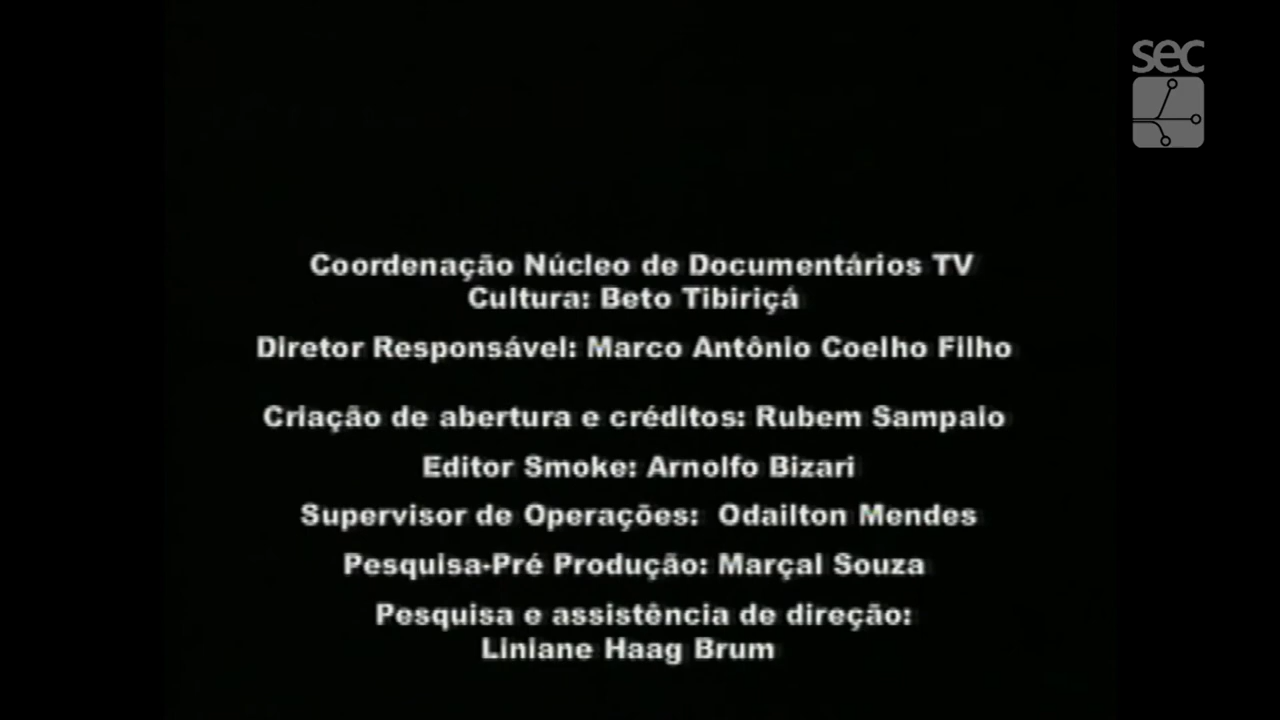 sec
Coordenação Núcleo de Documentários TV
Cultura: Beto Tibiriçá
Diretor Responsável: Marco Antônio Coelho Filho
Criação de abertura e créditos: Rubem Sampaio
Editor Smoke: Arnolfo Bizari
Supervisor de Operações: Odailton Mendes
Pesquisa-Pré Produção: Marçal Souza
Pesquisa e assistência de direção:
Liniane Haag Brum